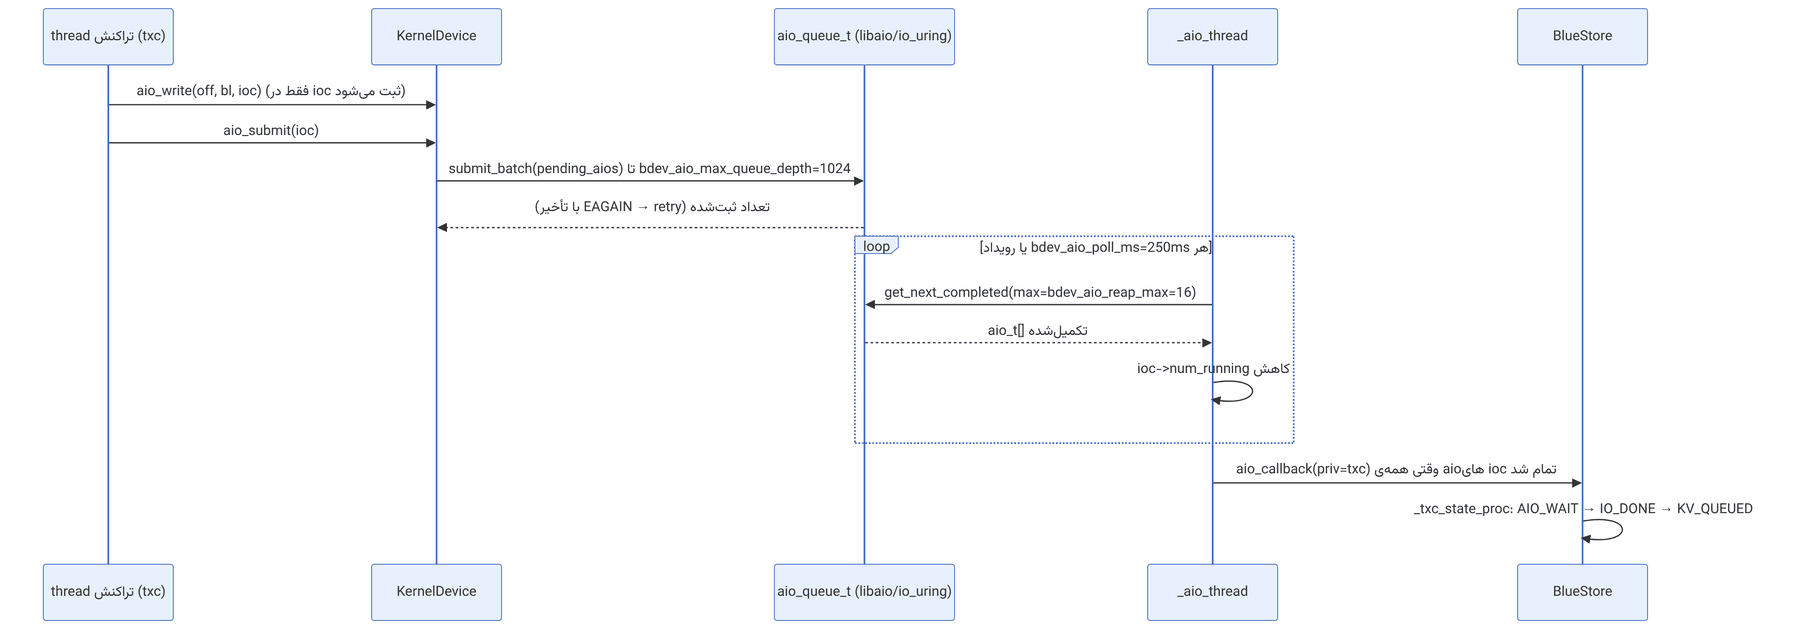 thread تراکنش (txc)
KernelDevice
aio_queue_t (libaio/io_uring)
_aio_thread
BlueStore
aio_write(off, bl, ioc) (فقط در ioc ثبت می‌شود)
aio_submit(ioc)
submit_batch(pending_aios) تا bdev_aio_max_queue_depth=1024
تعداد ثبت‌شده (EAGAIN → retry با تأخیر)
loop
[هر bdev_aio_poll_ms=250ms یا رویداد]
get_next_completed(max=bdev_aio_reap_max=16)
aio_t[] تکمیل‌شده
کاهش ioc->num_running
aio_callback(priv=txc) وقتی همه‌ی aioهای ioc تمام شد
_txc_state_proc: AIO_WAIT → IO_DONE → KV_QUEUED
thread تراکنش (txc)
KernelDevice
aio_queue_t (libaio/io_uring)
_aio_thread
BlueStore